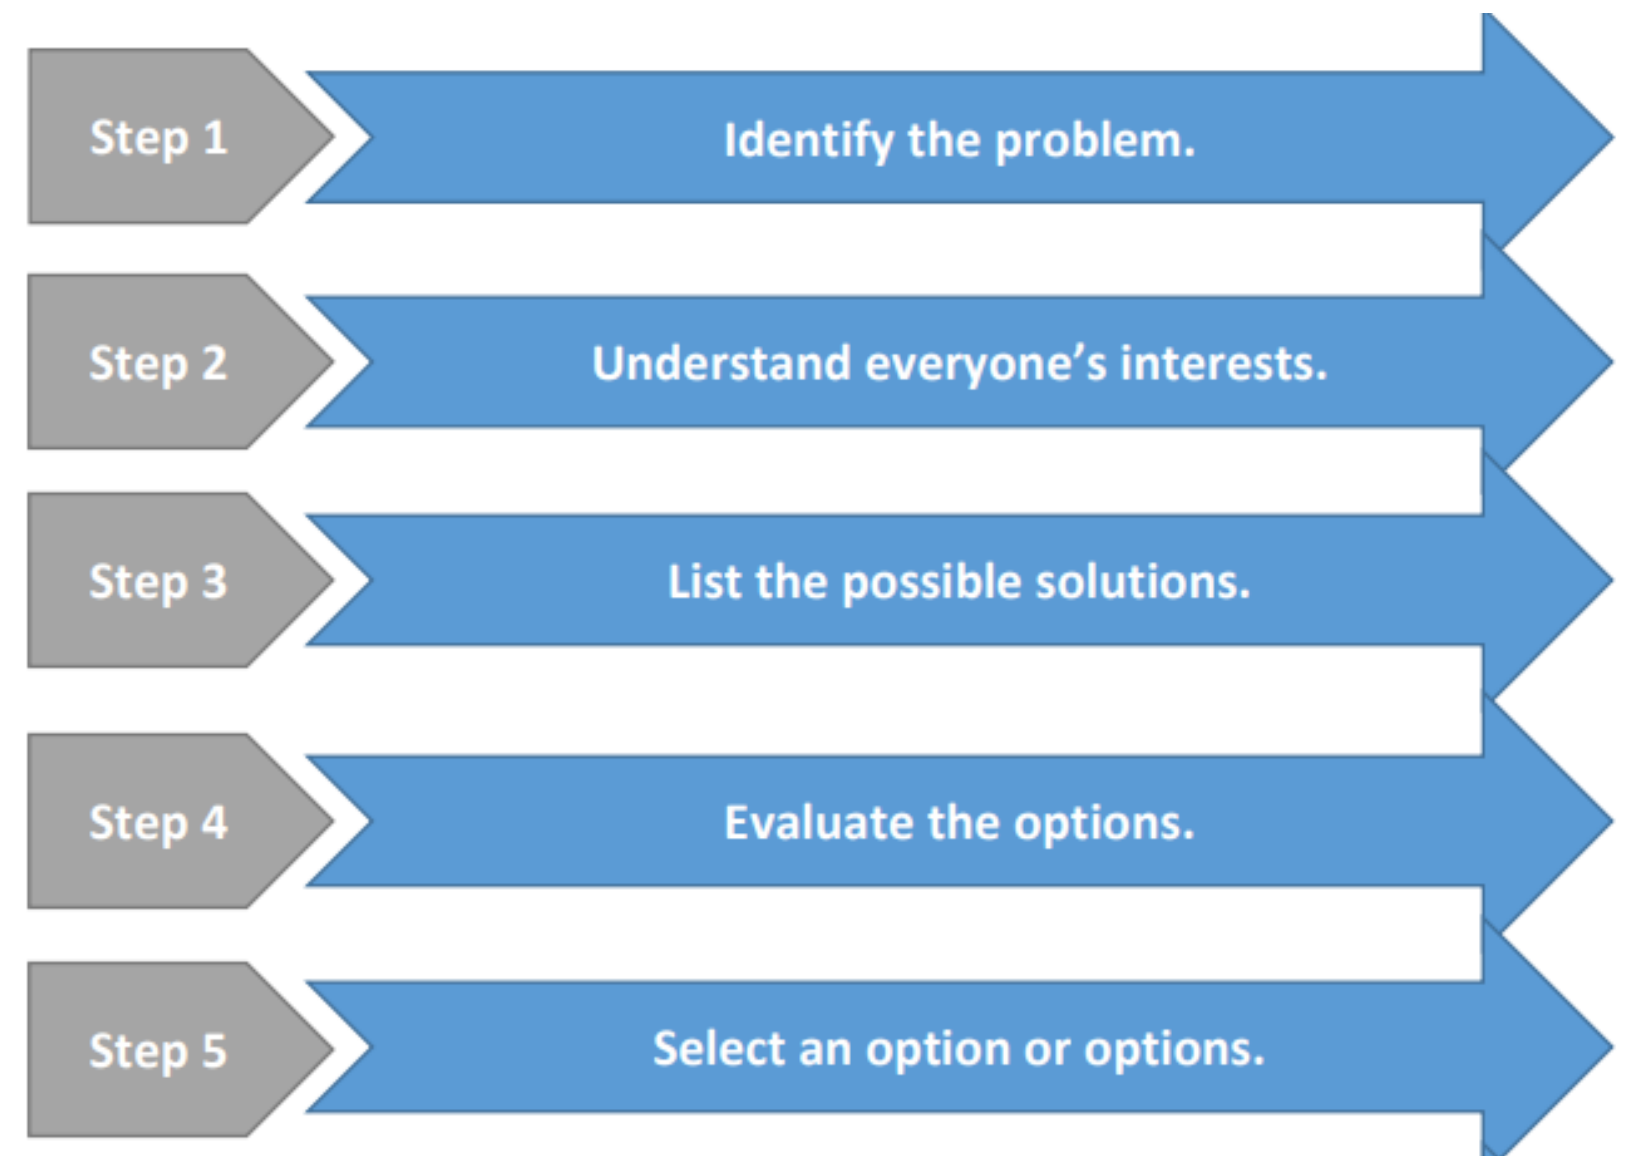 Step 1
Identify the problem.
Step 2
Understand everyone’s interests.
Step 3
List the possible solutions.
Step 4
Evaluate the options.
Step 5
Select an option or options.